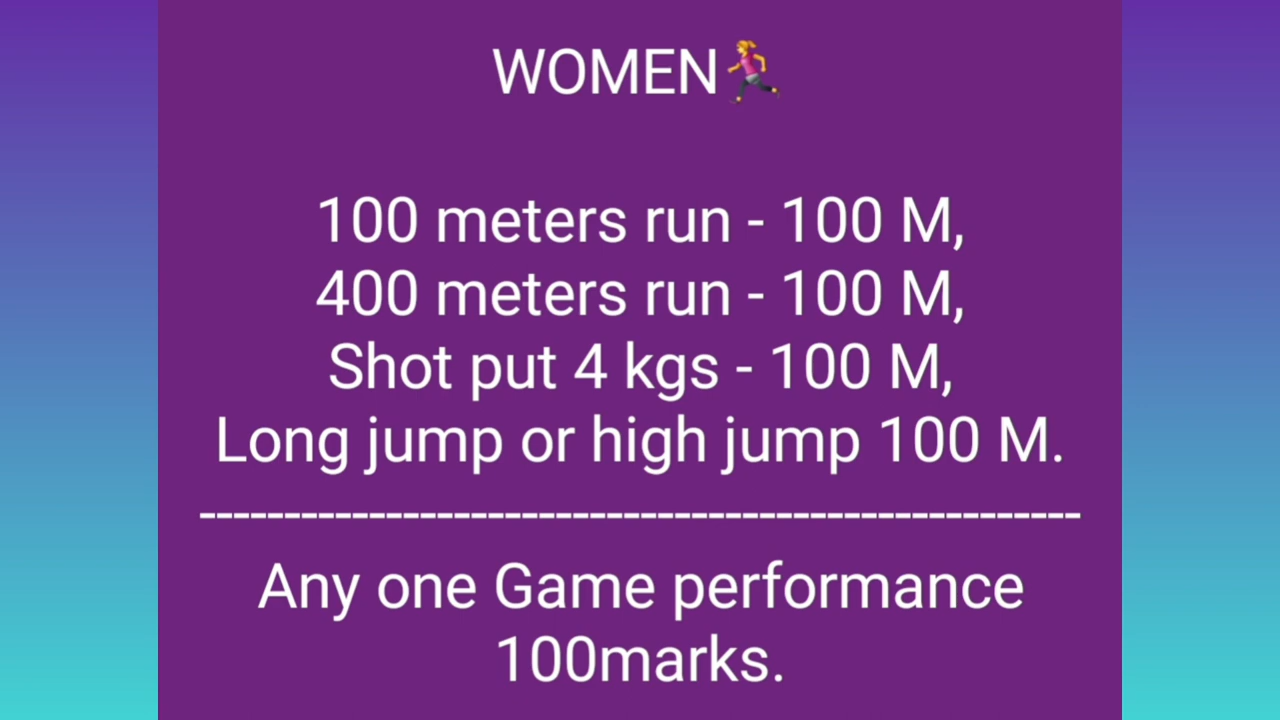 WOMEN🏃‍♀️
100 meters run - 100 M,
400 meters run - 100 M,
Shot put 4 kgs - 100 M,
Long jump or high jump 100 M.
----------------------------------------------------
Any one Game performance
100marks.